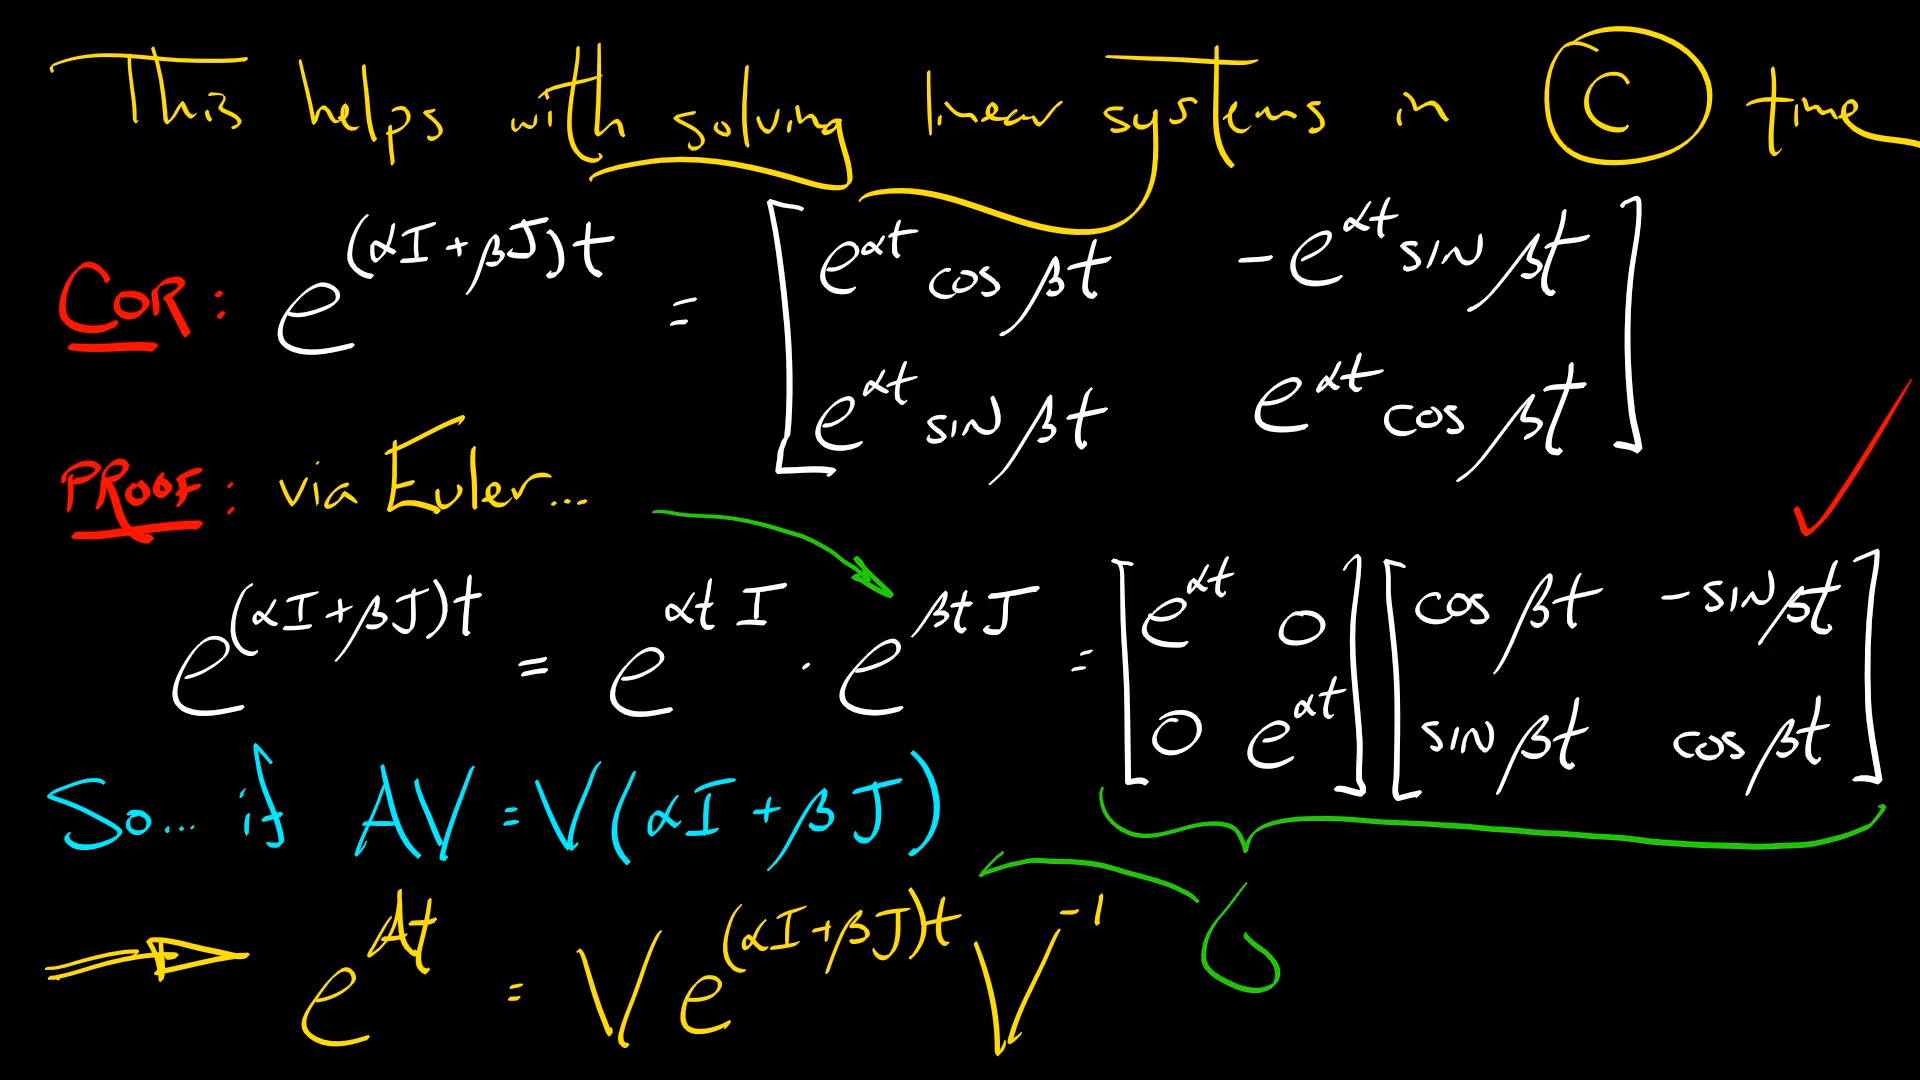 This helps with solving linear systems in C time
COR: e^{(αI+βJ)t} = [e^{αt} cos βt  -e^{αt} sin βt
e^{αt} sin βt  e^{αt} cos βt]
PROOF: via Euler...
e^{(αI+βJ)t} = e^{αt I} · e^{βt J} = [e^{αt} 0; 0 e^{αt}] [cos βt  -sin βt; sin βt  cos βt]
So... if AV = V(αI + βJ)
⇒ e^{At} = V e^{(αI+βJ)t} V^{-1}